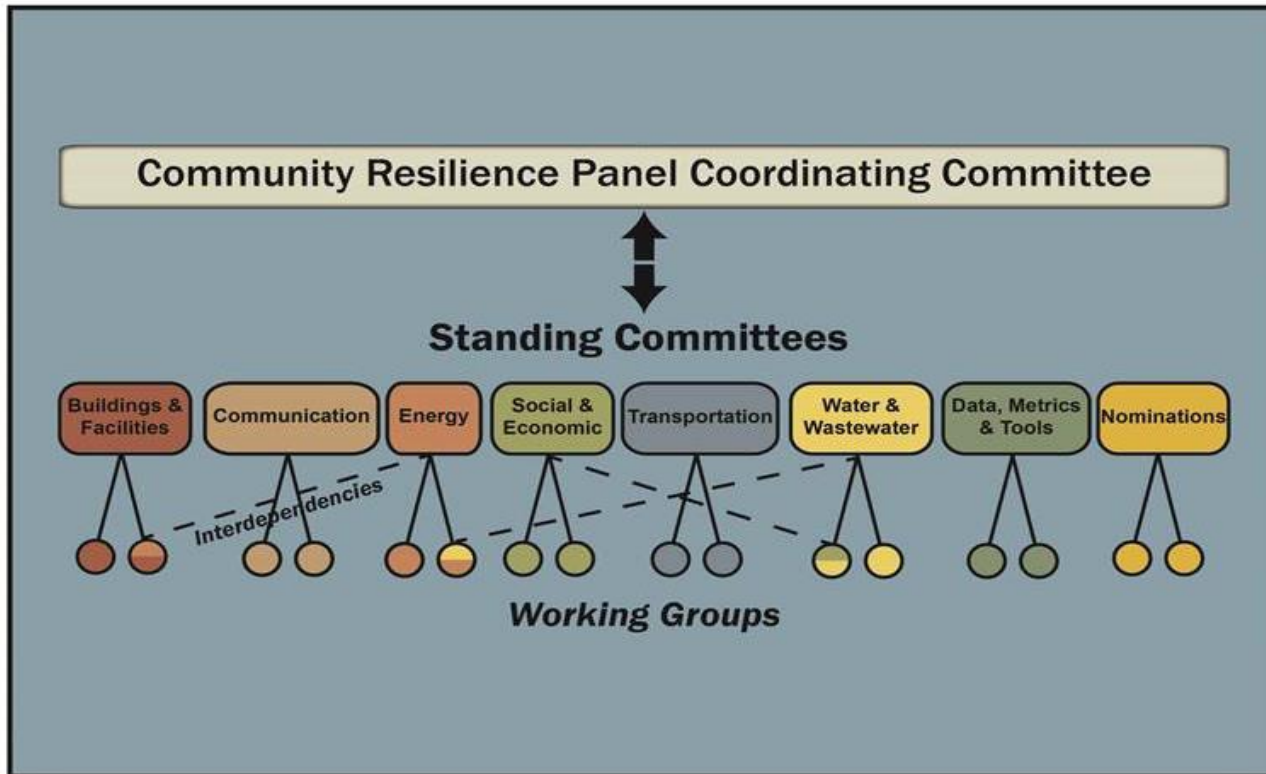 Community Resilience Panel Coordinating Committee
Standing Committees
Buildings &
Facilities
Communication
Energy
Social &
Economic
Transportation
Water &
Wastewater
Data, Metrics
& Tools
Nominations
Interdependencies
Working Groups